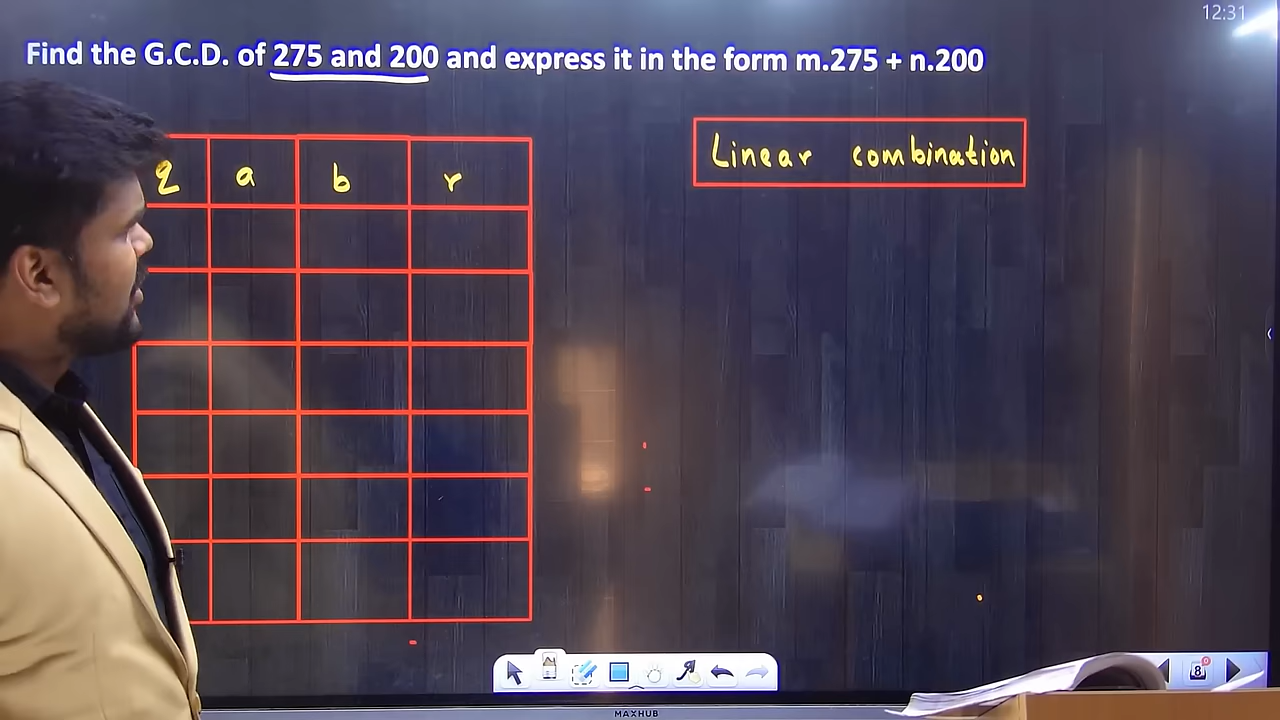 12:31
Find the G.C.D. of 275 and 200 and express it in the form m.275 + n.200
Linear combination
q a b r
8
MAXHUB